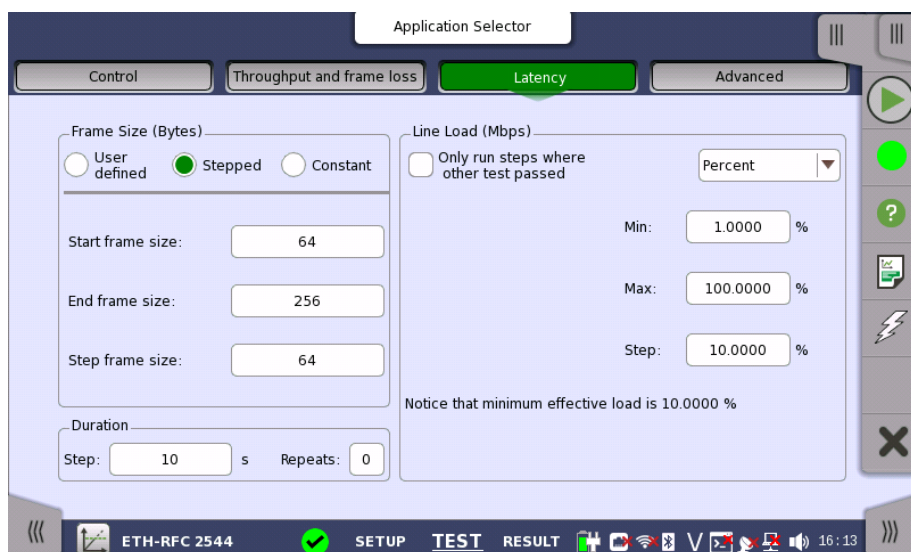 Application Selector
Control
Throughput and frame loss
Latency
Advanced
Frame Size (Bytes)
User
defined
Stepped
Constant
Start frame size:
64
End frame size:
256
Step frame size:
64
Duration
Step:
10
s
Repeats:
0
Line Load (Mbps)
Only run steps where
other test passed
Percent
Min:
1.0000
%
Max:
100.0000
%
Step:
10.0000
%
Notice that minimum effective load is 10.0000 %
ETH-RFC 2544
SETUP
TEST
RESULT
V
16:13